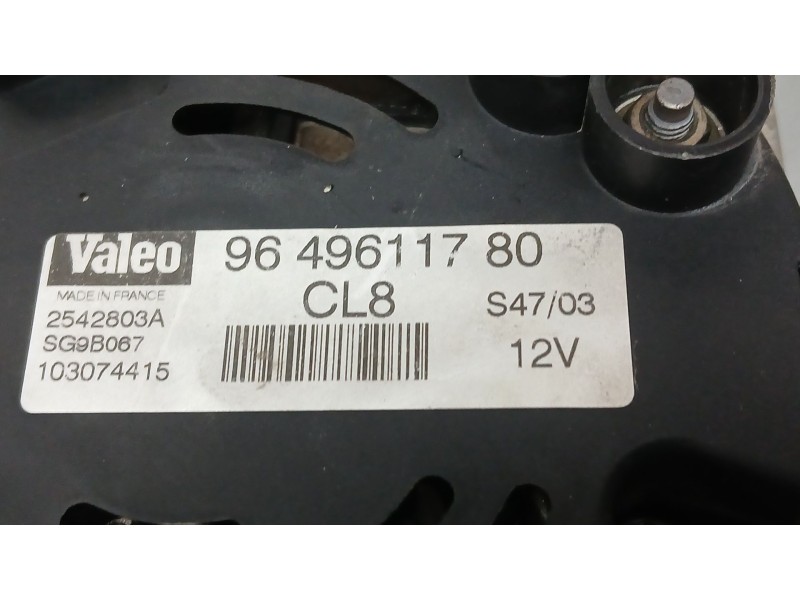 Valeo 96 496117 80
MADE IN FRANCE CL8 S47/03
2542803A
SG9B067 12V
103074415